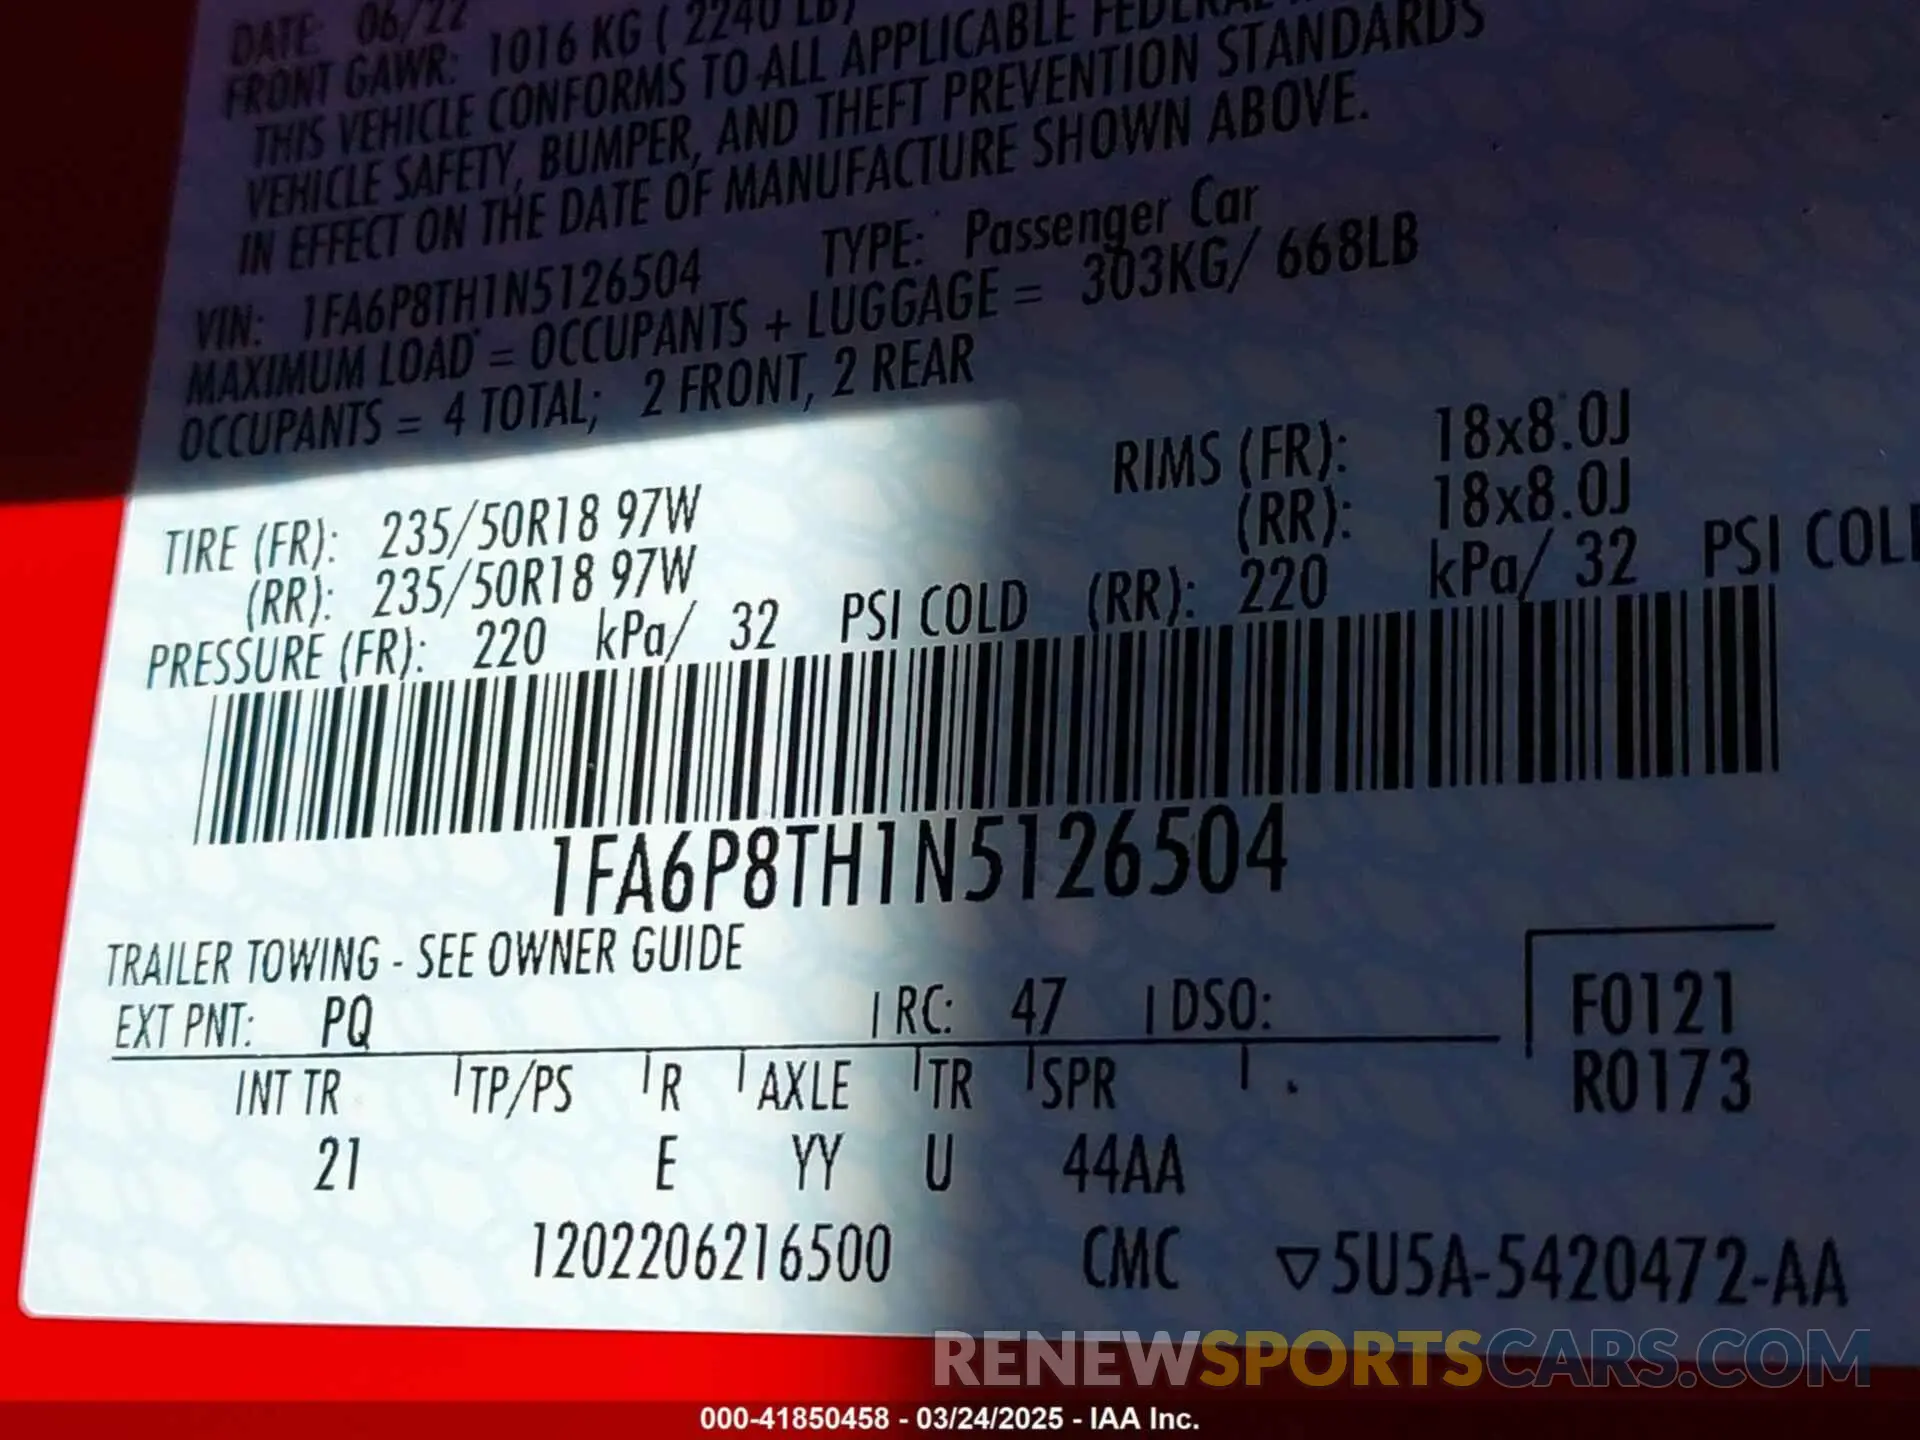 DATE: 06/22
FRONT GAWR: 1016 KG ( 2240 LB)
THIS VEHICLE CONFORMS TO ALL APPLICABLE FEDERAL
VEHICLE SAFETY, BUMPER, AND THEFT PREVENTION STANDARDS
IN EFFECT ON THE DATE OF MANUFACTURE SHOWN ABOVE.
VIN: 1FA6P8TH1N5126504 TYPE: Passenger Car
MAXIMUM LOAD = OCCUPANTS + LUGGAGE = 303KG/ 668LB
OCCUPANTS = 4 TOTAL; 2 FRONT, 2 REAR
TIRE (FR): 235/50R18 97W RIMS (FR): 18x8.0J
(RR): 235/50R18 97W (RR): 18x8.0J
PRESSURE (FR): 220 kPa/ 32 PSI COLD (RR): 220 kPa/ 32 PSI COLD
1FA6P8TH1N5126504
TRAILER TOWING - SEE OWNER GUIDE
EXT PNT: PQ | RC: 47 | DSO: F0121
INT TR | TP/PS | R | AXLE | TR | SPR | . R0173
21 E YY U 44AA
1202206216500 CMC ▽5U5A-5420472-AA
RENEWSPORTSCARS.COM
000-41850458 - 03/24/2025 - IAA Inc.